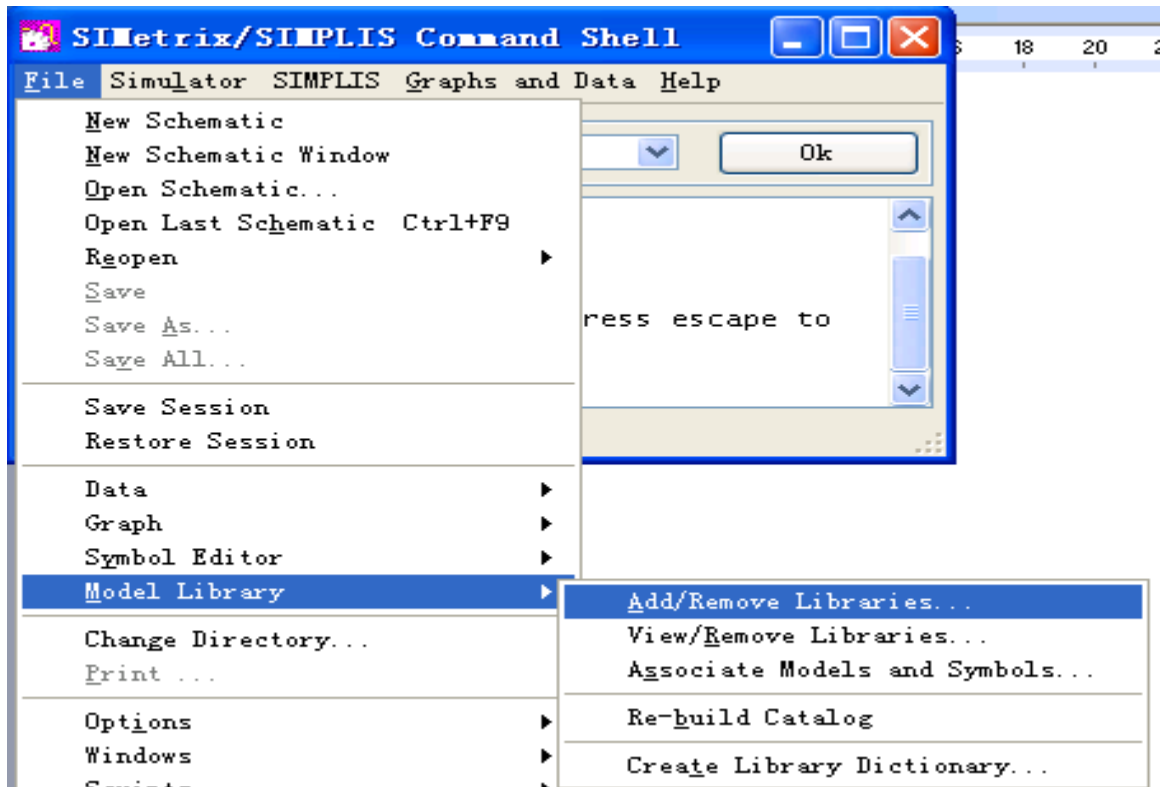 SIMetrix/SIMPLIS Command Shell
18 20
File Simulator SIMPLIS Graphs and Data Help
New Schematic
New Schematic Window
Ok
Open Schematic...
Open Last Schematic Ctrl+F9
Reopen
Save
Save As...
ress escape to
Save All...
Save Session
Restore Session
Data
Graph
Symbol Editor
Model Library
Add/Remove Libraries...
View/Remove Libraries...
Associate Models and Symbols...
Re-build Catalog
Create Library Dictionary...
Change Directory...
Print ...
Options
Windows